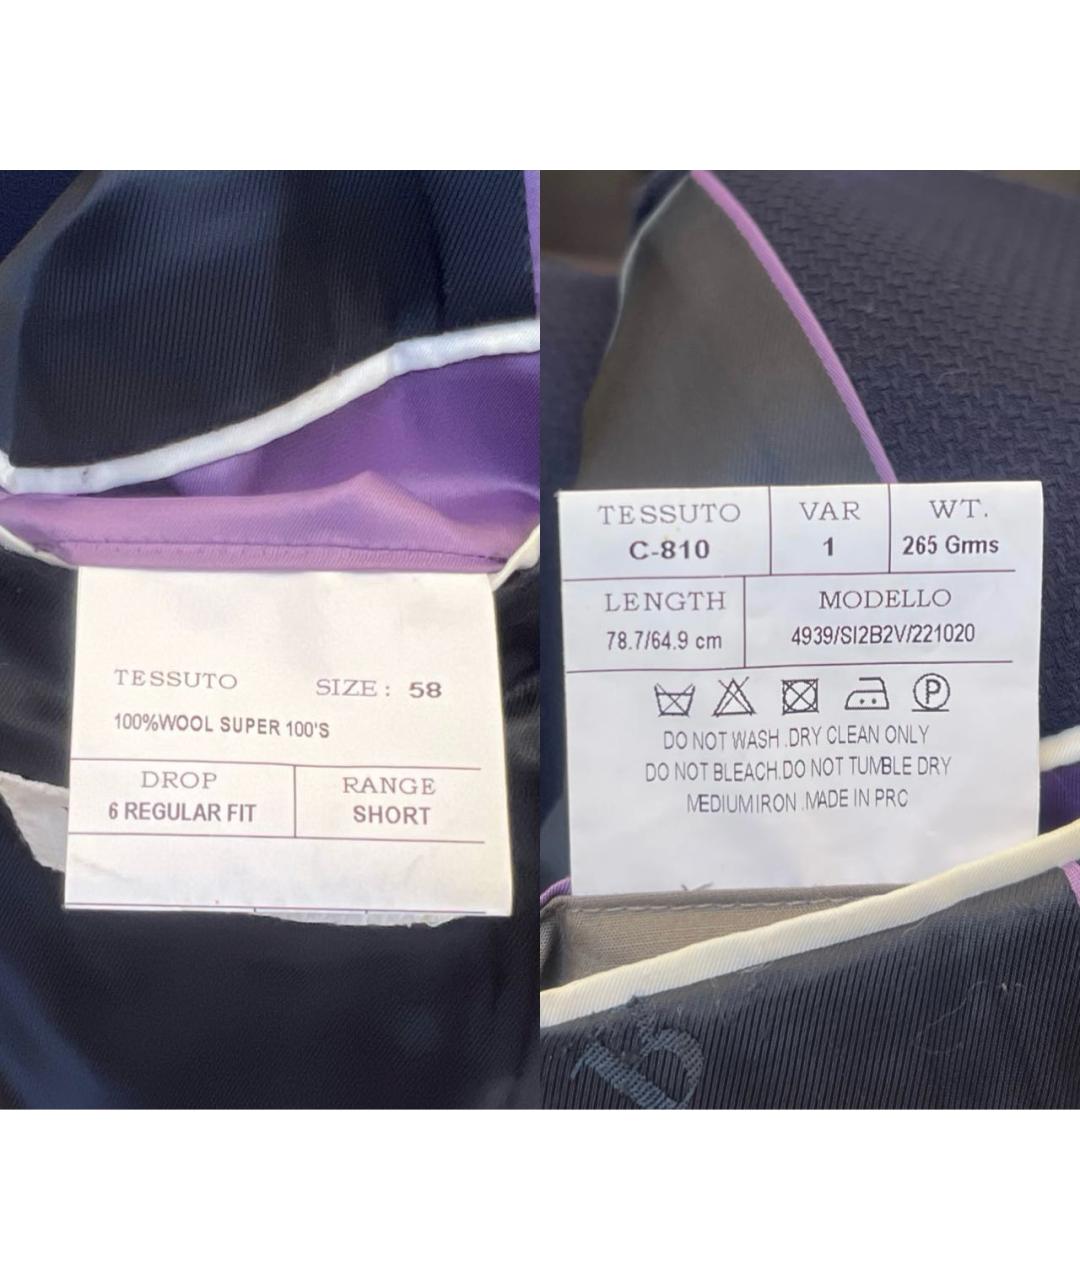 TESSUTO
SIZE: 58
100%WOOL SUPER 100'S
DROP
6 REGULAR FIT
RANGE
SHORT
TESSUTO
C-810
VAR
1
WT.
265 Grms
LENGTH
78.7/64.9 cm
MODELLO
4939/SI2B2V/221020
P
DO NOT WASH .DRY CLEAN ONLY
DO NOT BLEACH.DO NOT TUMBLE DRY
MEDIUMIRON .MADE IN PRC